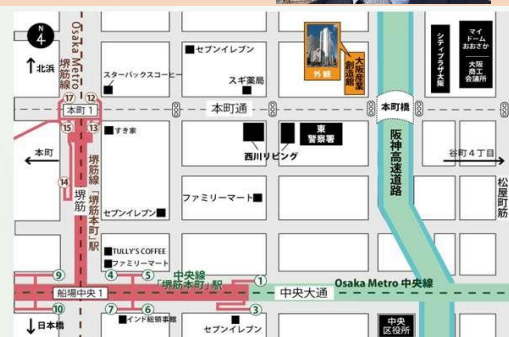 N
4
↑北浜
Osaka Metro
堺筋線
セブンイレブン
スターバックスコーヒー
スギ薬局
外観
大阪産業
創造館
シティプラザ大阪
マイ
ドーム
おおさか
大阪
商工
会議所
⑰
⑫
本町1
本町通
本町橋
⑮
⑬
すき家
西川リビング
東
警察署
本町
谷町4丁目
阪神高速道路
松屋町筋
⑭
堺筋
堺筋線「堺筋本町」駅
ファミリーマート
セブンイレブン
TULLY'S COFFEE
ファミリーマート
⑨
④
⑤
中央線
「堺筋本町」駅
①
Osaka Metro 中央線
船場中央1
中央大通
⑩
⑦
⑥
③
↓日本橋
インド総領事館
セブンイレブン
中央
区役所